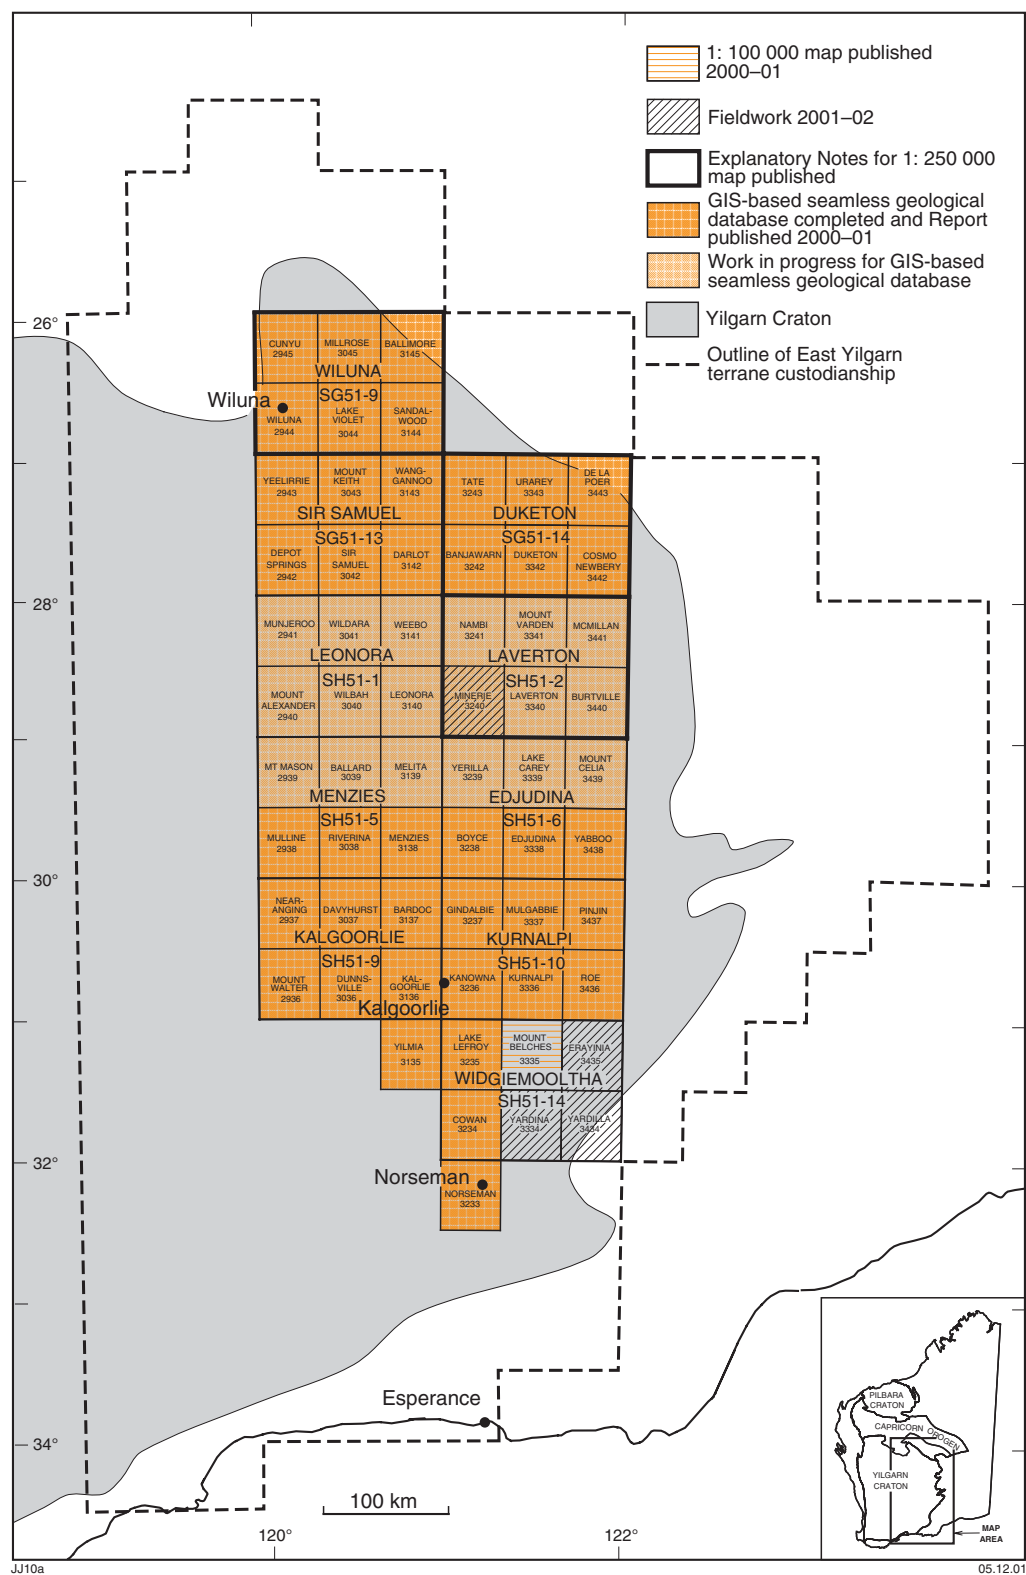 1: 100 000 map published
2000–01
Fieldwork 2001–02
Explanatory Notes for 1: 250 000
map published
GIS-based seamless geological
database completed and Report
published 2000–01
Work in progress for GIS-based
seamless geological database
Yilgarn Craton
Outline of East Yilgarn
terrane custodianship
26°
28°
30°
32°
34°
CUNYU
2945
MILLROSE
3045
BALLIMORE
3145
WILUNA
SG51-9
Wiluna
WILUNA
2944
LAKE
VIOLET
3044
SANDAL-
WOOD
3144
YEELIRRIE
2943
MOUNT
KEITH
3043
WANG-
GANNOO
3143
TATE
3243
URAREY
3343
DE LA
POER
3443
SIR SAMUEL
SG51-13
DUKETON
SG51-14
DEPOT
SPRINGS
2942
SIR
SAMUEL
3042
DARLOT
3142
BANJAWARN
3242
DUKETON
3342
COSMO
NEWBERY
3442
MUNJEROO
2941
WILDARA
3041
WEEBO
3141
NAMBI
3241
MOUNT
VARDEN
3341
MCMILLAN
3441
LEONORA
SH51-1
LAVERTON
SH51-2
MOUNT
ALEXANDER
2940
WILBAH
3040
LEONORA
3140
MINERIE
3240
LAVERTON
3340
BURTVILLE
3440
MT MASON
2939
BALLARD
3039
MELITA
3139
YERILLA
3239
LAKE
CAREY
3339
MOUNT
CELIA
3439
MENZIES
SH51-5
EDJUDINA
SH51-6
MULLINE
2938
RIVERINA
3038
MENZIES
3138
BOYCE
3238
EDJUDINA
3338
YABBOO
3438
NEAR-
ANGING
2937
DAVYHURST
3037
BARDOC
3137
GINDALBIE
3237
MULGABBIE
3337
PINJIN
3437
KALGOORLIE
SH51-9
KURNALPI
SH51-10
MOUNT
WALTER
2936
DUNNS-
VILLE
3036
KAL-
GOORLIE
3136
KANOWNA
3236
KURNALPI
3336
ROE
3436
Kalgoorlie
YILMIA
3135
LAKE
LEFROY
3235
MOUNT
BELCHES
3335
ERAYINIA
3435
WIDGIEMOOLTHA
SH51-14
COWAN
3234
YARDINA
3334
YARDILLA
3434
Norseman
NORSEMAN
3233
Esperance
100 km
120°
122°
PILBARA
CRATON
CAPRICORN OROGEN
YILGARN
CRATON
MAP
AREA
JJ10a
05.12.01